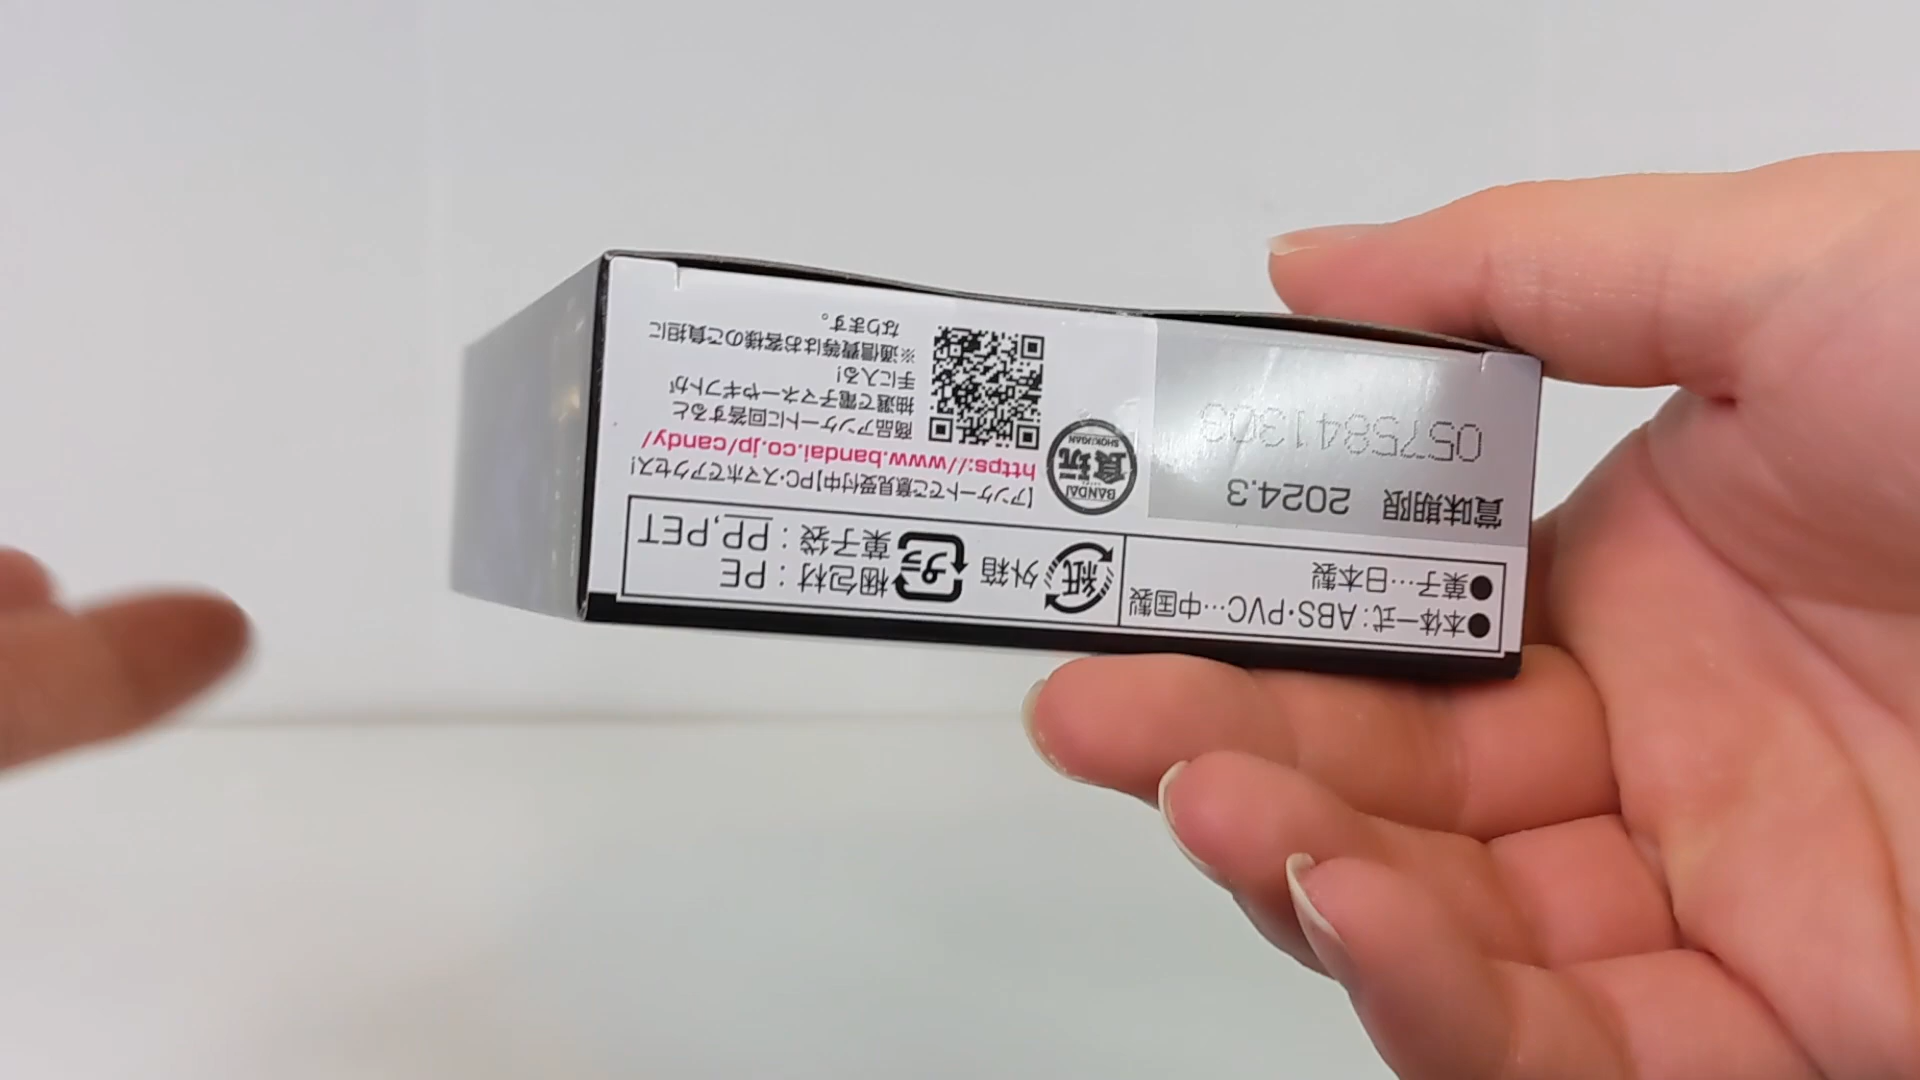 ●本体一式：ABS・PVC…中国製
●菓子…日本製
紙
外箱
プラ
梱包材：PE
菓子袋：PP,PET
賞味期限 2024.3
0575841303
BANDAI
食玩
SHOKUGAN
【アンケートでご意見受付中】PC・スマホでアクセス!
https://www.bandai.co.jp/candy/
商品アンケートに回答すると
抽選で電子マネーやギフトが
手に入る!
※通信費等はお客様のご負担に
なります。